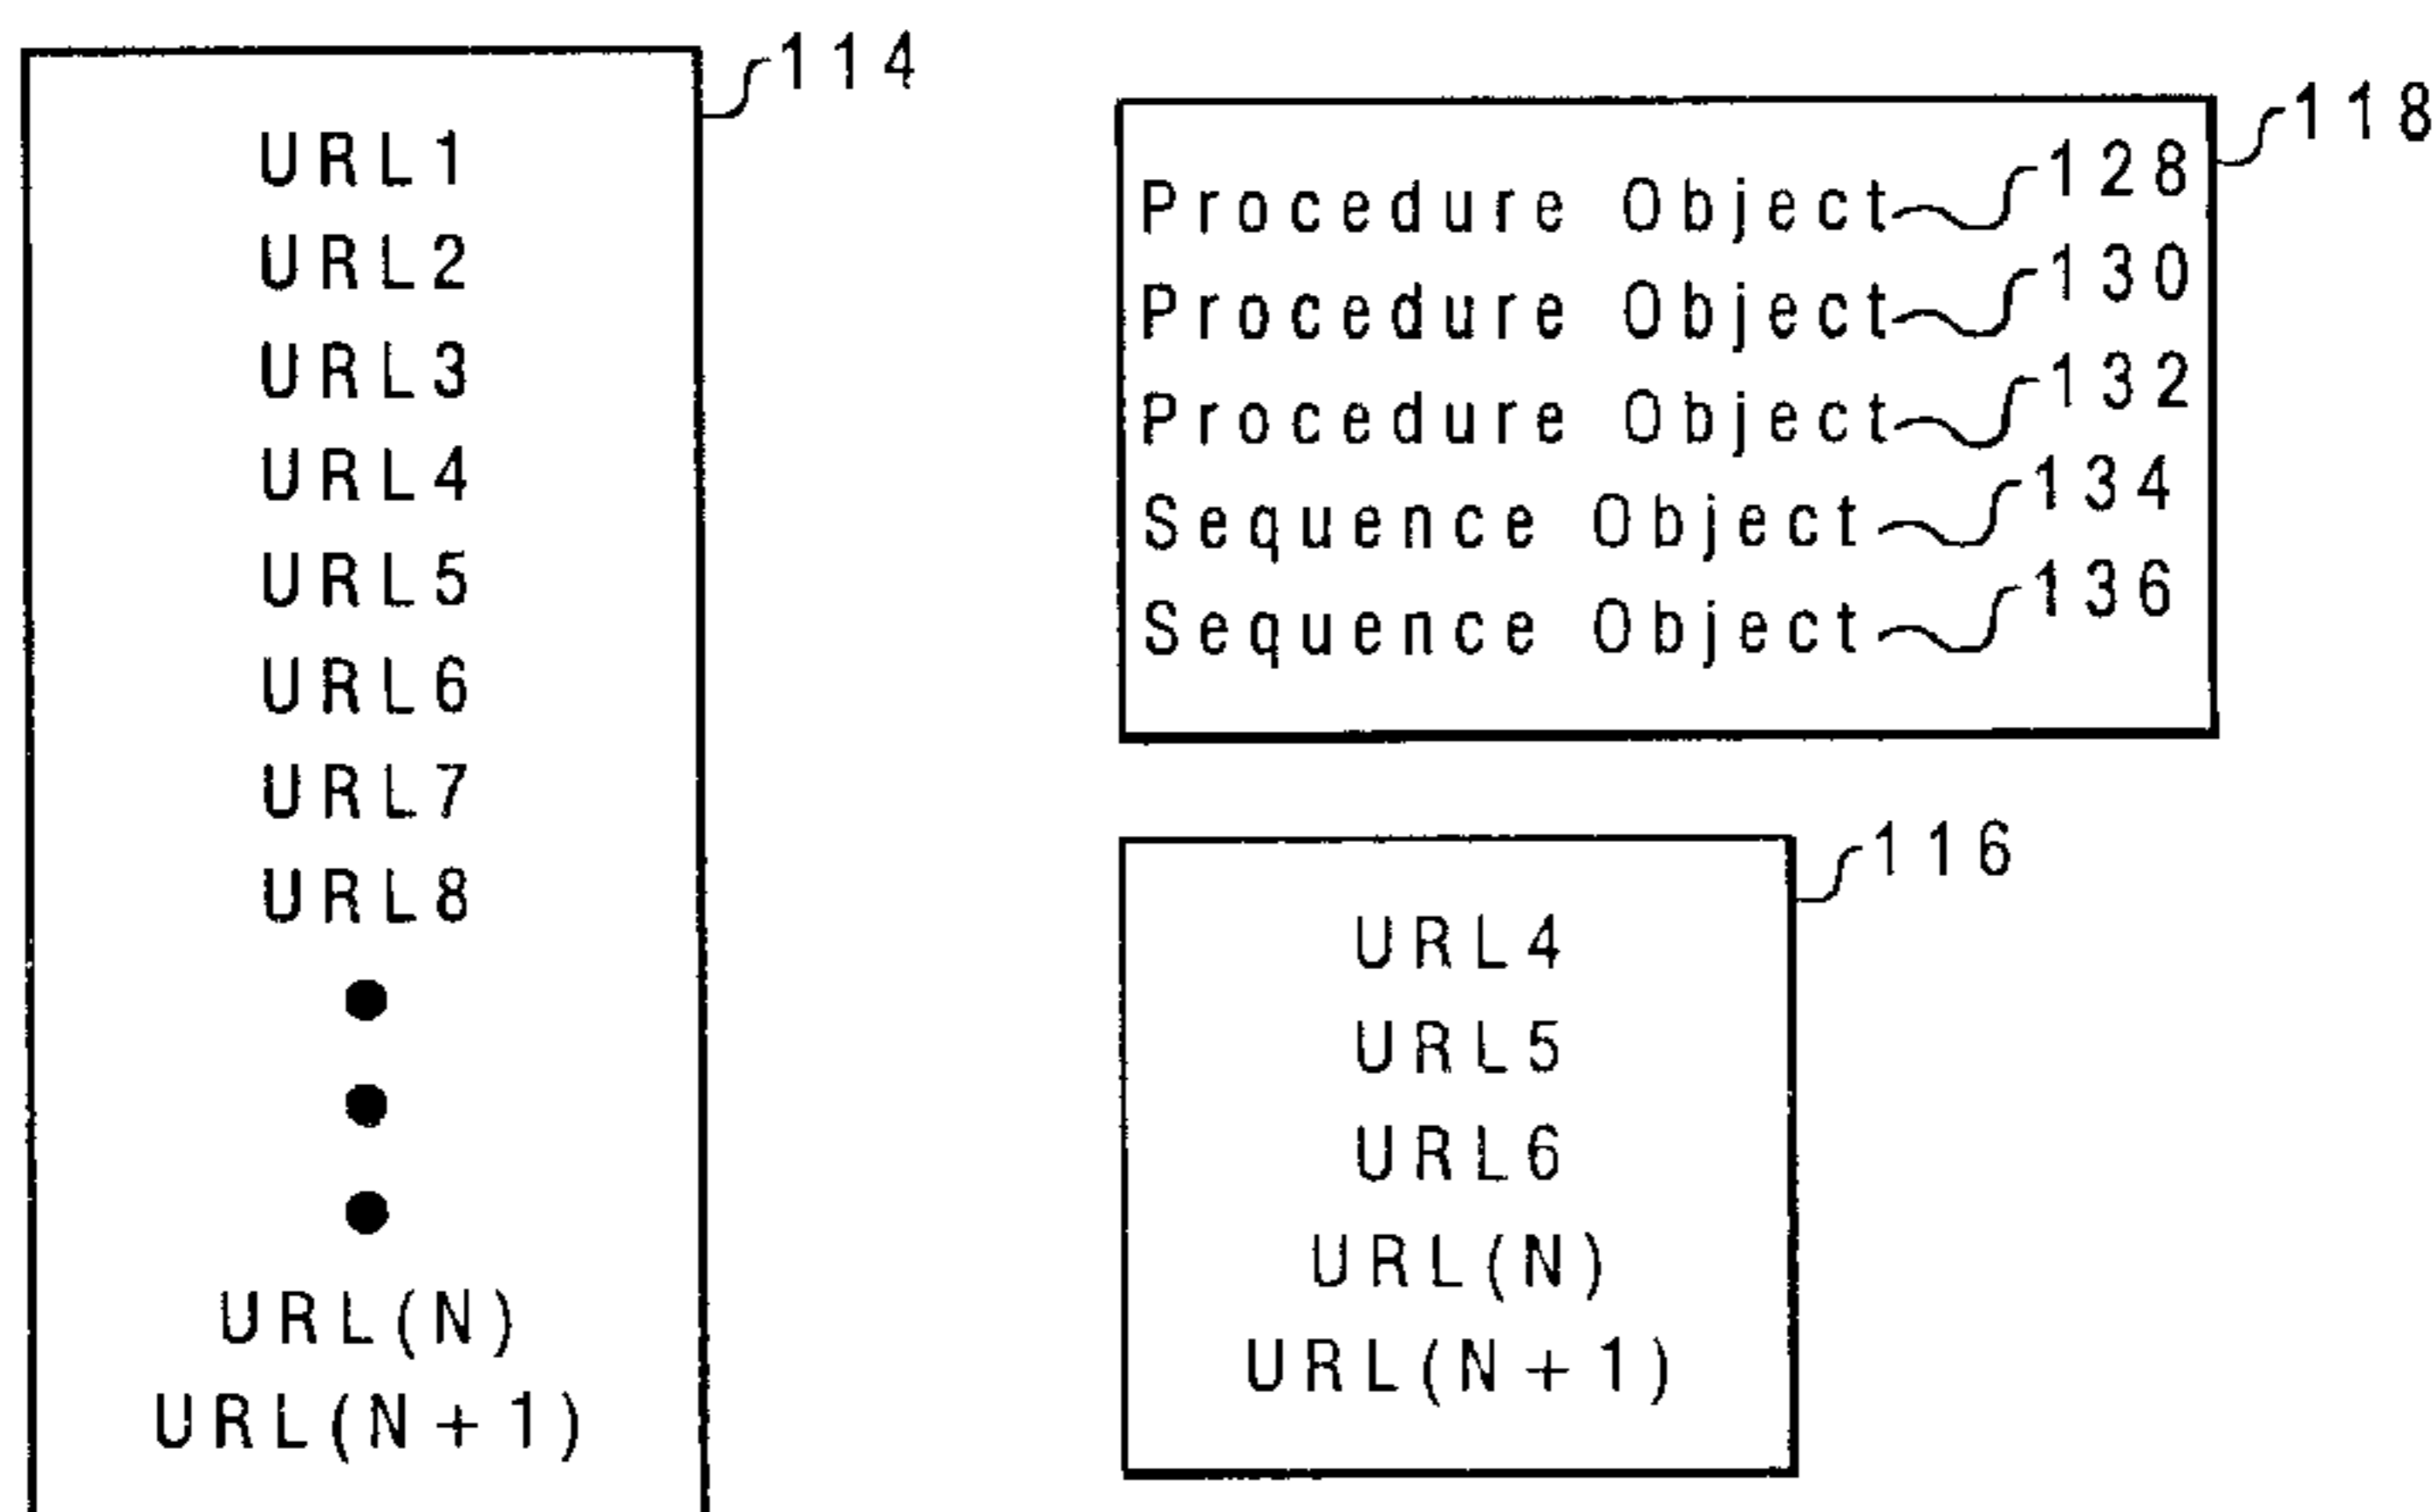 114
URL1
URL2
URL3
URL4
URL5
URL6
URL7
URL8
URL(N)
URL(N+1)
118
Procedure Object 128
Procedure Object 130
Procedure Object 132
Sequence Object 134
Sequence Object 136
116
URL4
URL5
URL6
URL(N)
URL(N+1)